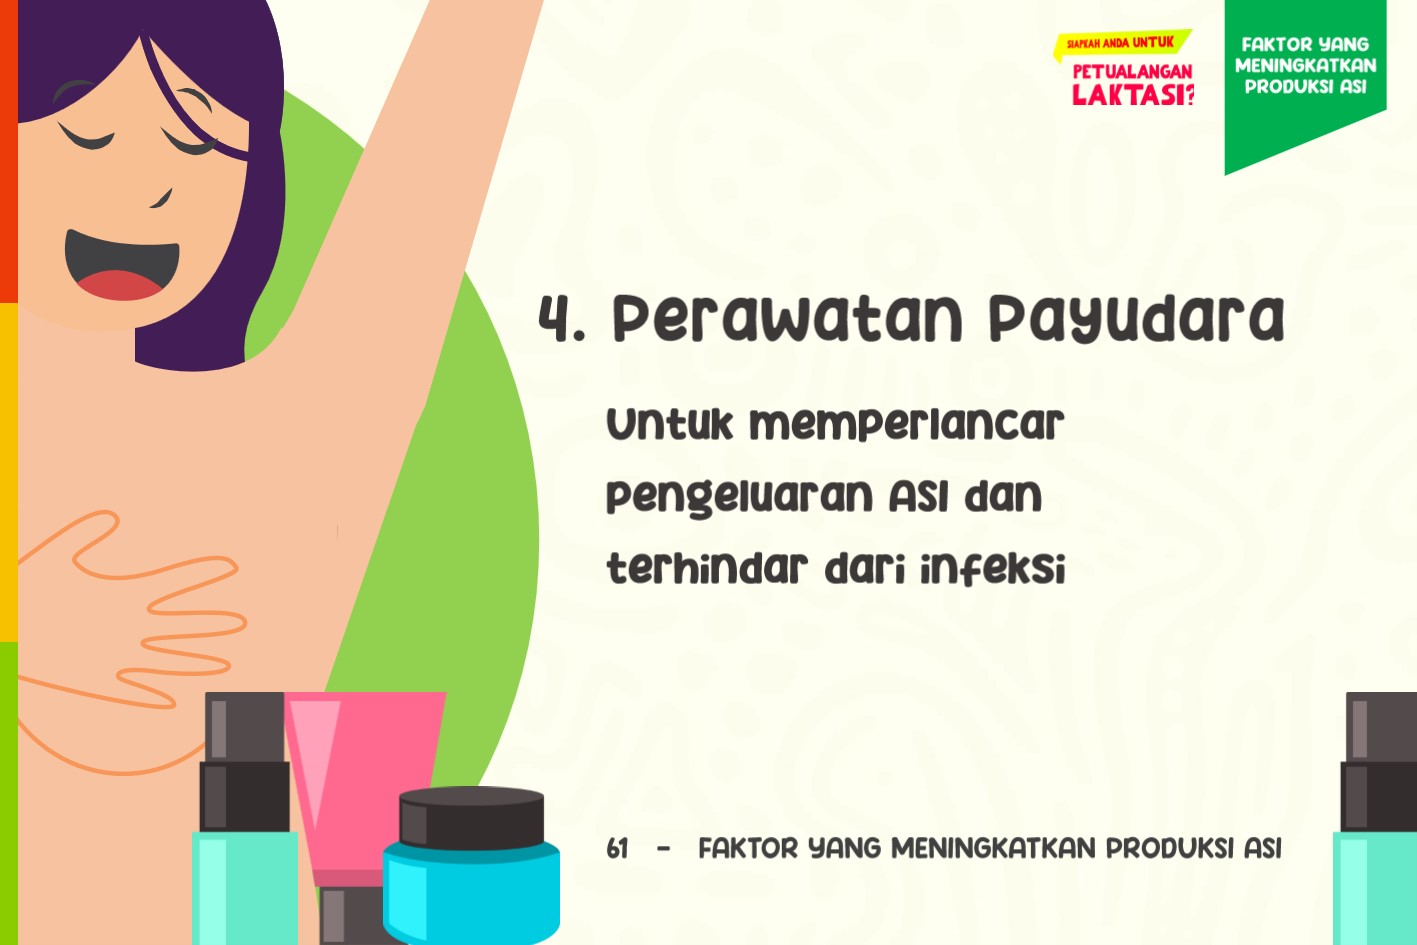 SIAPKAH ANDA UNTUK
PETUALANGAN
LAKTASI?
FAKTOR YANG
MENINGKATKAN
PRODUKSI ASI
4. Perawatan Payudara
Untuk memperlancar
pengeluaran ASI dan
terhindar dari infeksi
61 - FAKTOR YANG MENINGKATKAN PRODUKSI ASI